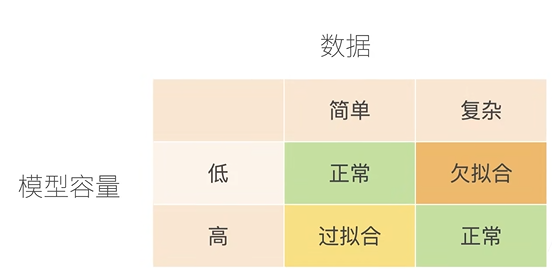 数据
简单 复杂
模型容量
低 正常 欠拟合
高 过拟合 正常